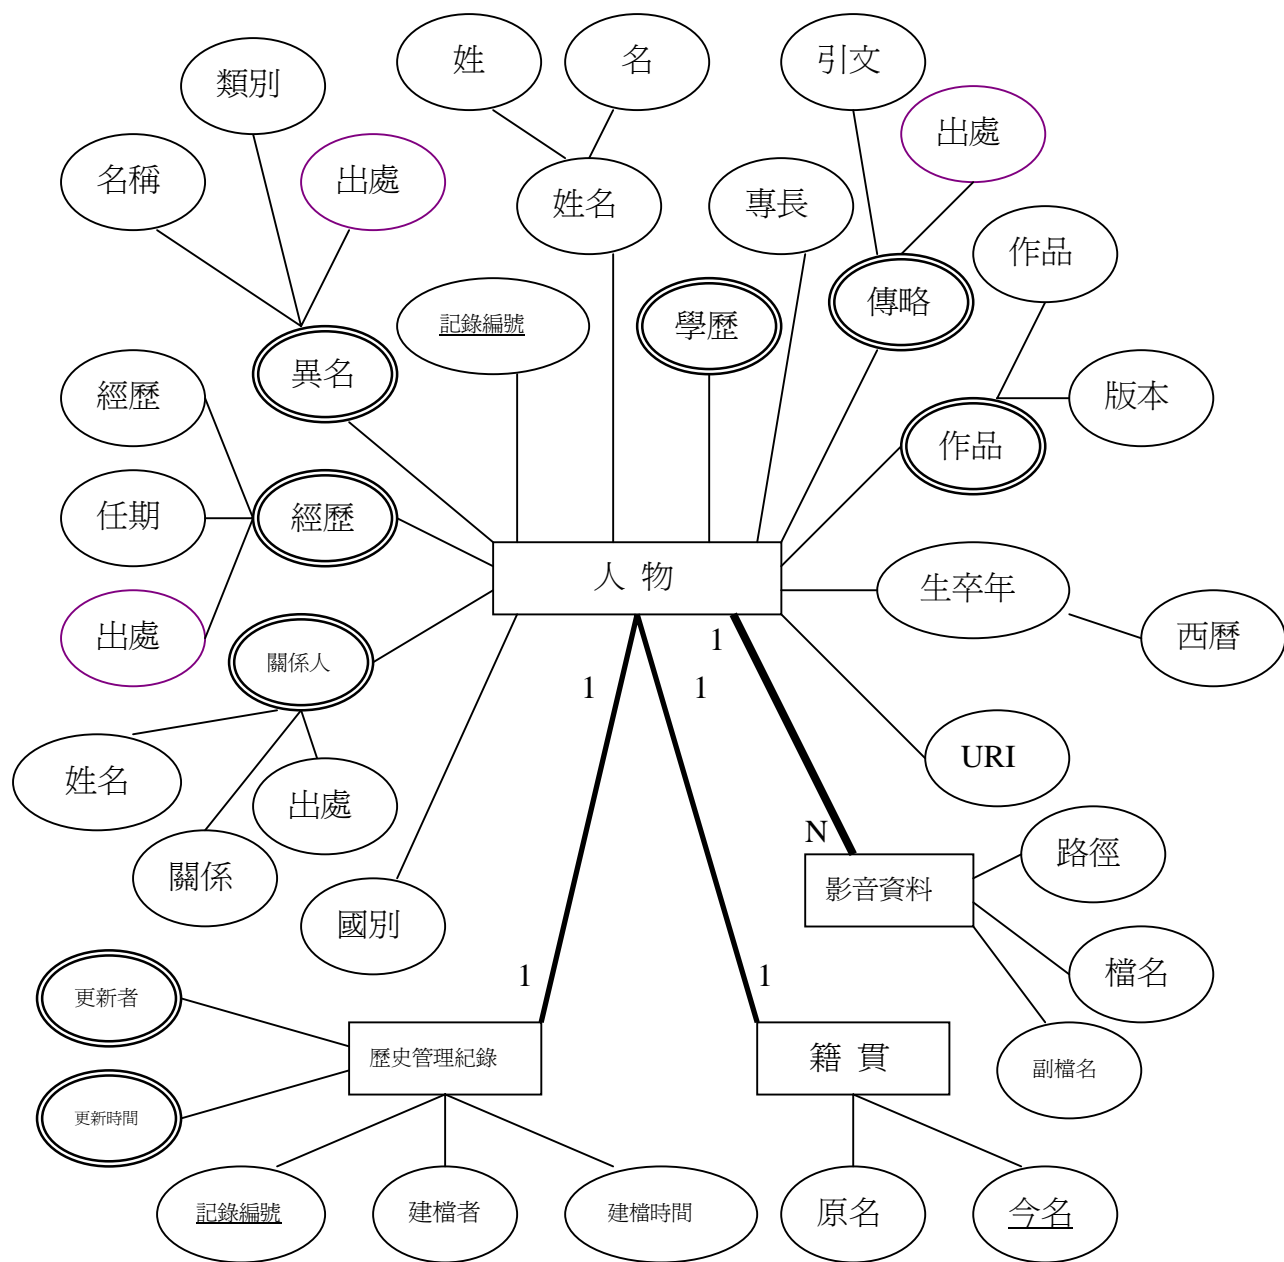 姓
名
引文
類別
出處
名稱
出處
姓名
專長
作品
記錄編號
學歷
傳略
異名
經歷
版本
作品
任期
經歷
人 物
生卒年
出處
西曆
關係人
1
1
1
姓名
URI
出處
N
路徑
關係
影音資料
國別
1
1
檔名
更新者
歷史管理紀錄
籍 貫
副檔名
更新時間
記錄編號
建檔者
建檔時間
原名
今名